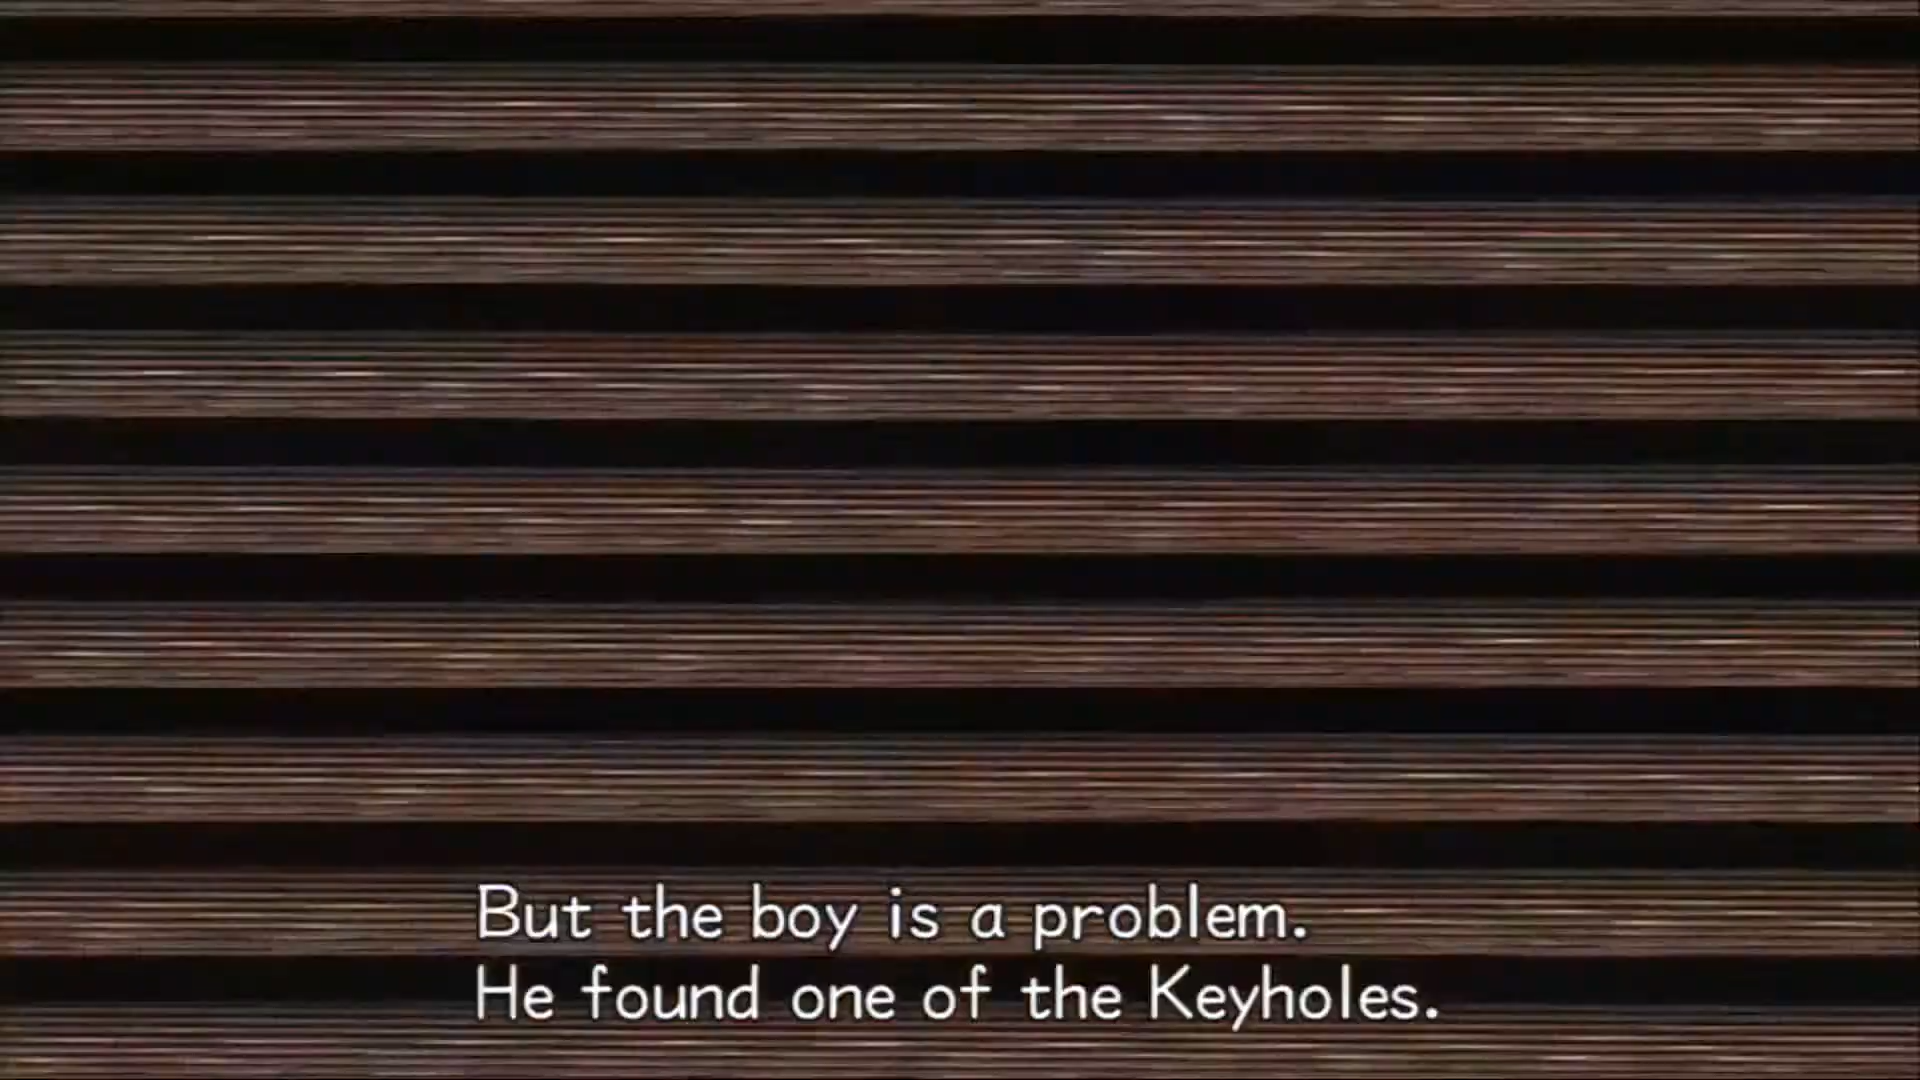 But the boy is a problem.
He found one of the Keyholes.